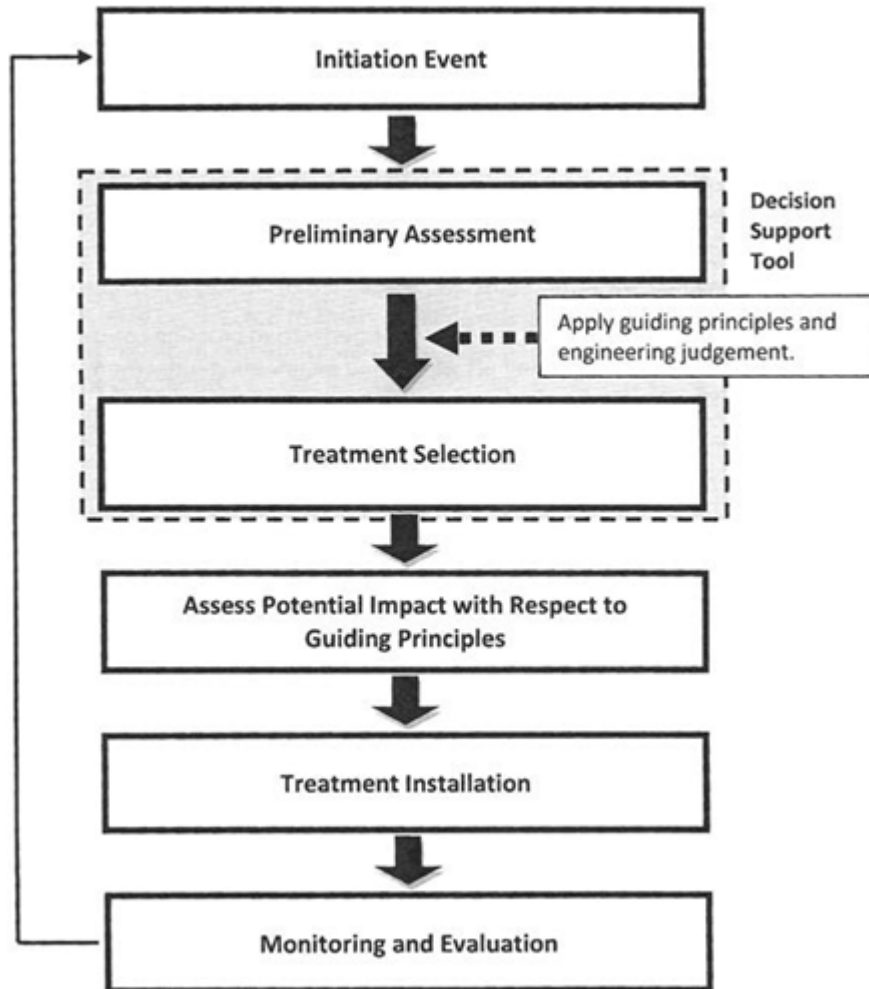 Initiation Event
Preliminary Assessment
Decision
Support
Tool
Apply guiding principles and
engineering judgement.
Treatment Selection
Assess Potential Impact with Respect to
Guiding Principles
Treatment Installation
Monitoring and Evaluation